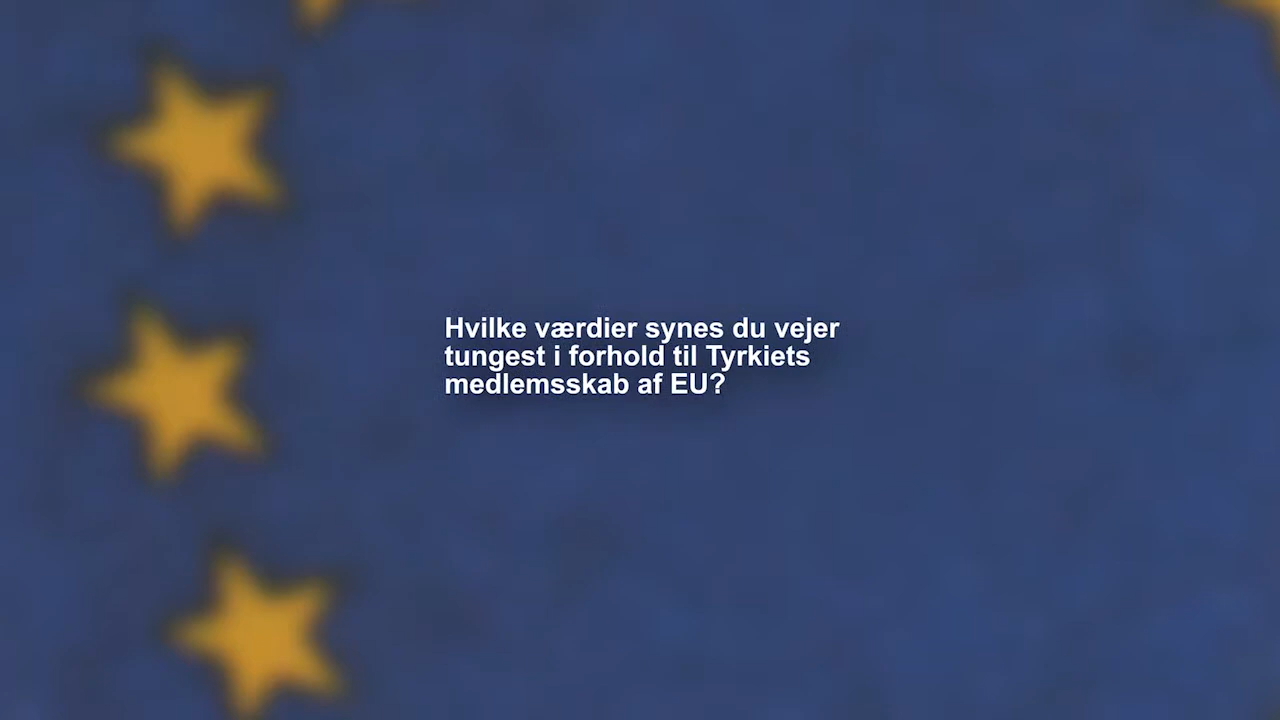 Hvilke værdier synes du vejer
tungest i forhold til Tyrkiets
medlemsskab af EU?